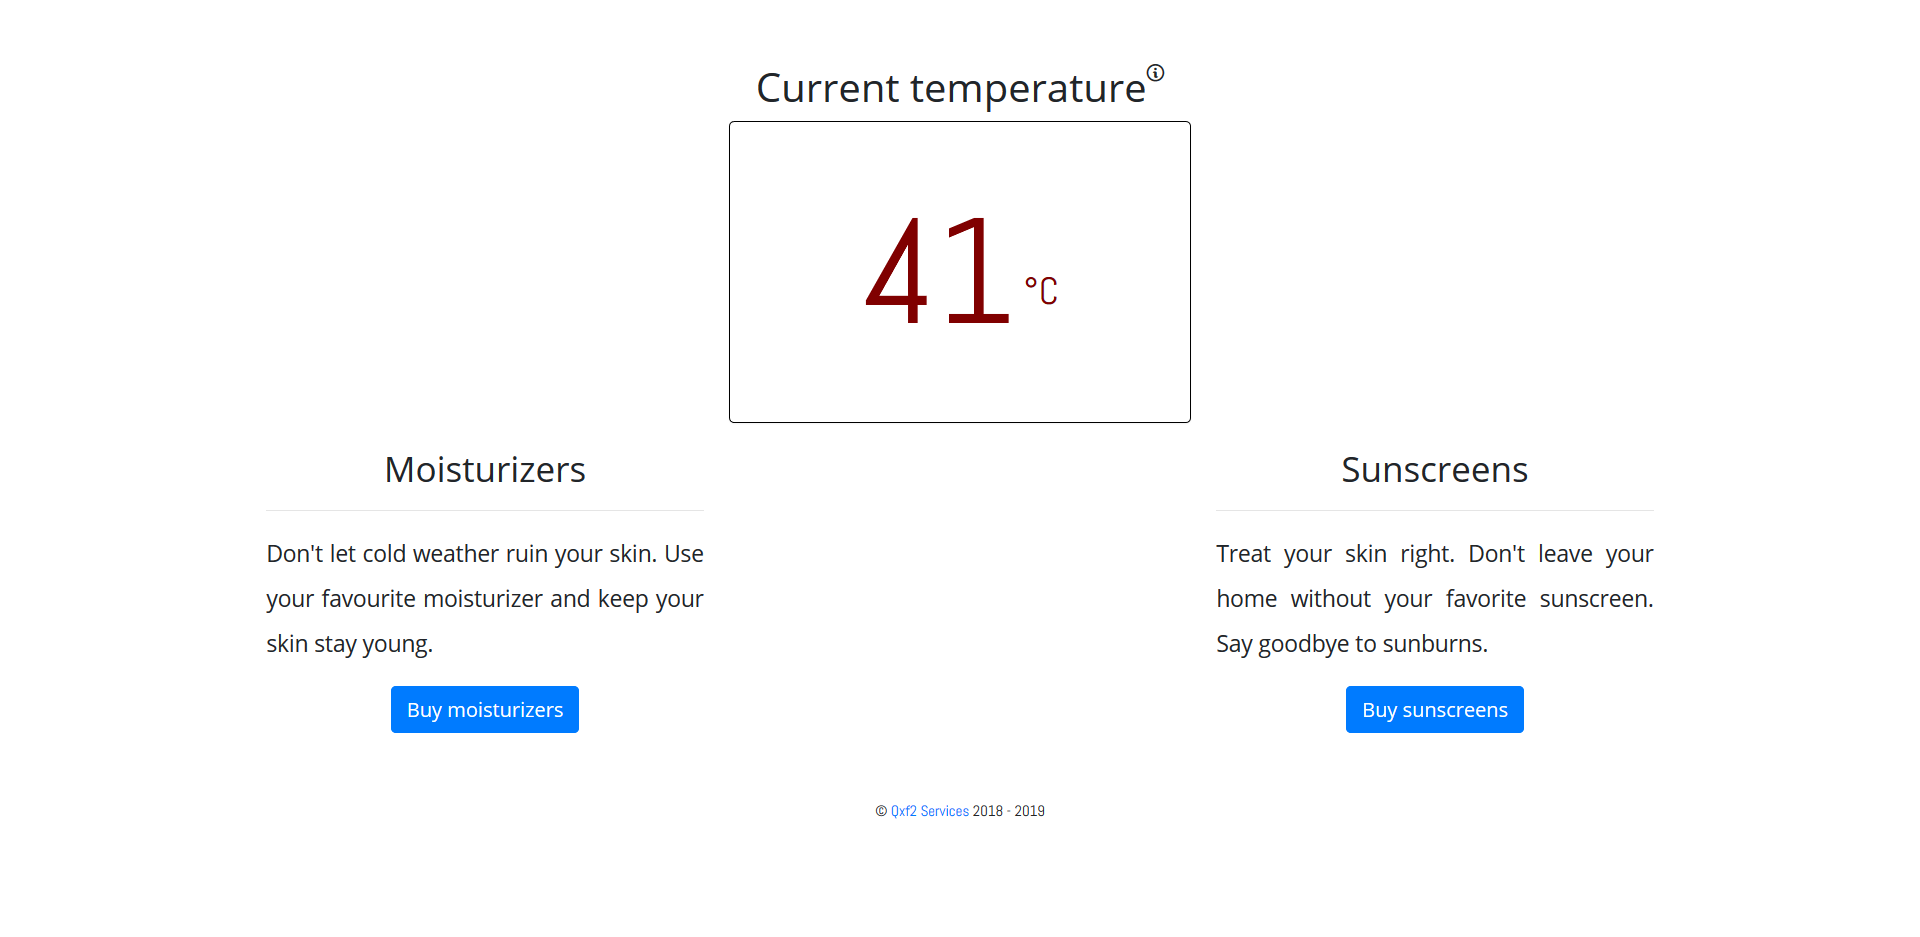 Current temperature
41 °C
Moisturizers
Don't let cold weather ruin your skin. Use
your favourite moisturizer and keep your
skin stay young.
Buy moisturizers
Sunscreens
Treat your skin right. Don't leave your
home without your favorite sunscreen.
Say goodbye to sunburns.
Buy sunscreens
© Qxf2 Services 2018 - 2019